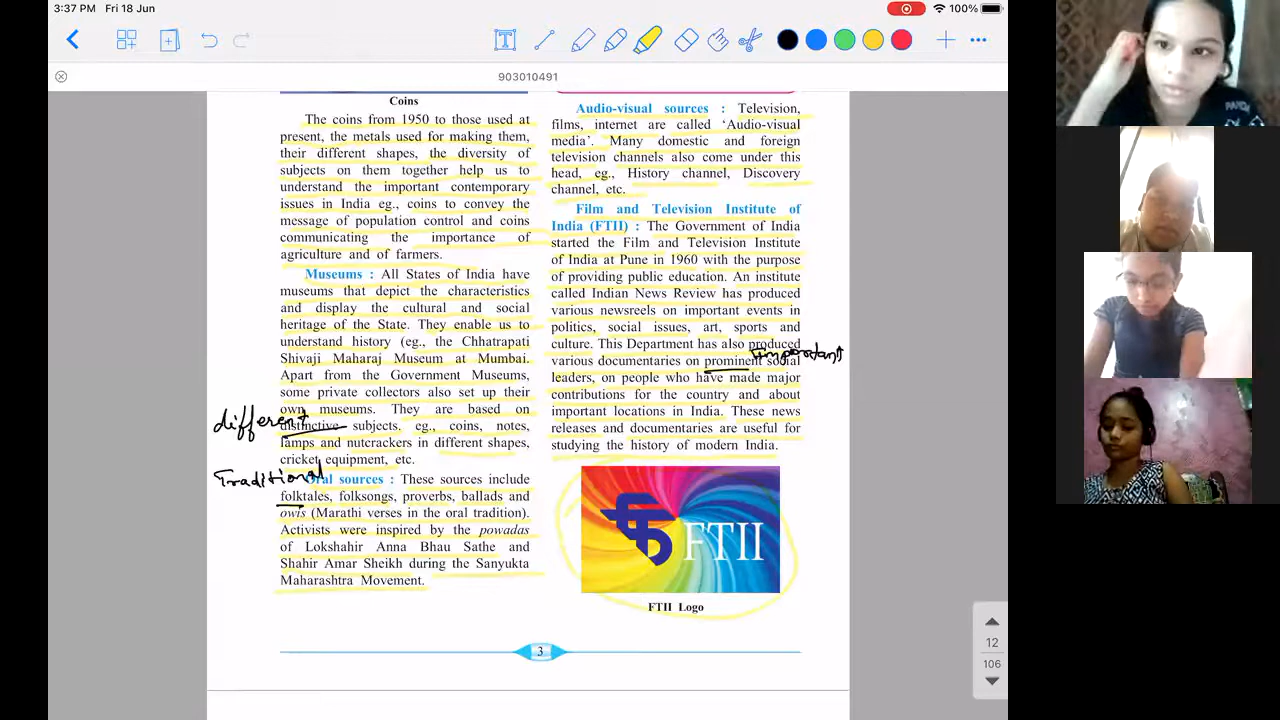 3:37 PM Fri 18 Jun
100%
903010491
Coins
The coins from 1950 to those used at
present, the metals used for making them,
their different shapes, the diversity of
subjects on them together help us to
understand the important contemporary
issues in India eg., coins to convey the
message of population control and coins
communicating the importance of
agriculture and of farmers.
Museums : All States of India have
museums that depict the characteristics
and display the cultural and social
heritage of the State. They enable us to
understand history (eg., the Chhatrapati
Shivaji Maharaj Museum at Mumbai.
Apart from the Government Museums,
some private collectors also set up their
own museums. They are based on
different
distinctive subjects. eg., coins, notes,
lamps and nutcrackers in different shapes,
cricket equipment, etc.
Traditional
Oral sources : These sources include
folktales, folksongs, proverbs, ballads and
owis (Marathi verses in the oral tradition).
Activists were inspired by the powadas
of Lokshahir Anna Bhau Sathe and
Shahir Amar Sheikh during the Sanyukta
Maharashtra Movement.
Audio-visual sources : Television,
films, internet are called ‘Audio-visual
media’. Many domestic and foreign
television channels also come under this
head, eg., History channel, Discovery
channel, etc.
Film and Television Institute of
India (FTII) : The Government of India
started the Film and Television Institute
of India at Pune in 1960 with the purpose
of providing public education. An institute
called Indian News Review has produced
various newsreels on important events in
politics, social issues, art, sports and
culture. This Department has also produced
important
various documentaries on prominent social
leaders, on people who have made major
contributions for the country and about
important locations in India. These news
releases and documentaries are useful for
studying the history of modern India.
FTII
FTII Logo
3
12
106
PANDA